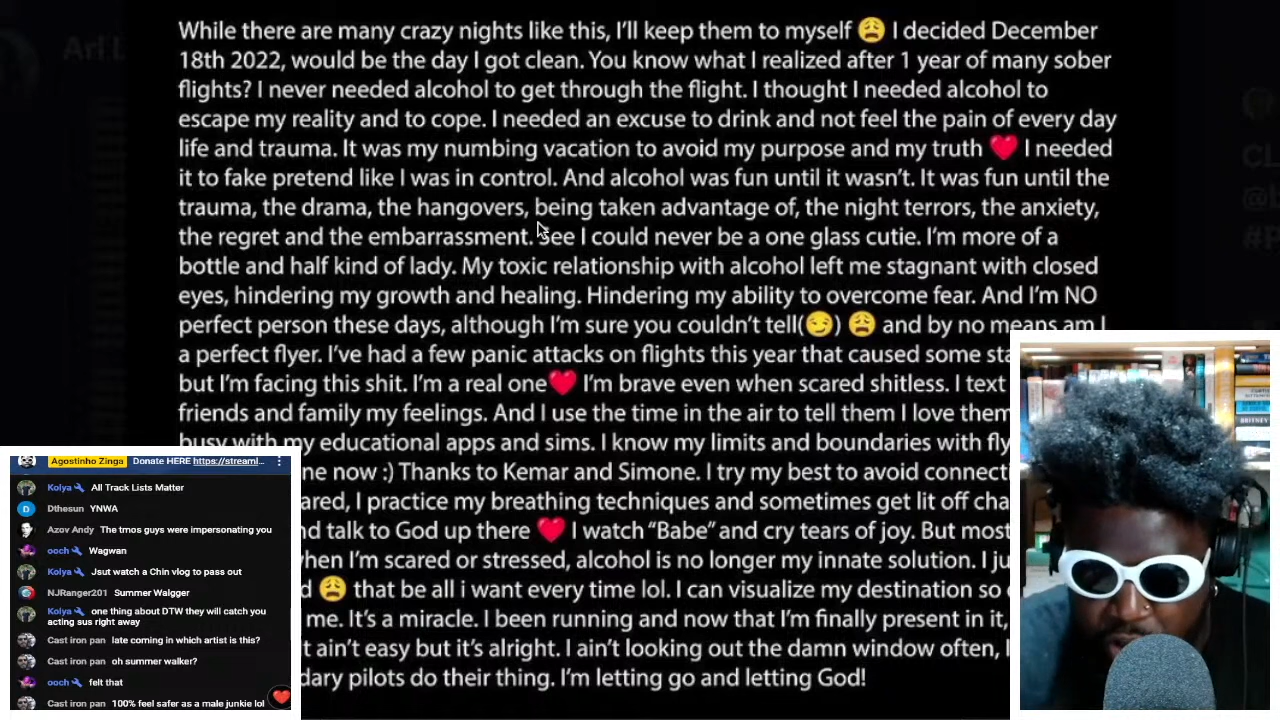 While there are many crazy nights like this, I'll keep them to myself 😩 I decided December
18th 2022, would be the day I got clean. You know what I realized after 1 year of many sober
flights? I never needed alcohol to get through the flight. I thought I needed alcohol to
escape my reality and to cope. I needed an excuse to drink and not feel the pain of every day
life and trauma. It was my numbing vacation to avoid my purpose and my truth ❤️ I needed
it to fake pretend like I was in control. And alcohol was fun until it wasn't. It was fun until the
trauma, the drama, the hangovers, being taken advantage of, the night terrors, the anxiety,
the regret and the embarrassment. See I could never be a one glass cutie. I'm more of a
bottle and half kind of lady. My toxic relationship with alcohol left me stagnant with closed
eyes, hindering my growth and healing. Hindering my ability to overcome fear. And I'm NO
perfect person these days, although I'm sure you couldn't tell(😏) 😩 and by no means am I
a perfect flyer. I've had a few panic attacks on flights this year that caused some
but I'm facing this shit. I'm a real one❤️ I'm brave even when scared shitless. I text
friends and family my feelings. And I use the time in the air to tell them I love them
busy with my educational apps and sims. I know my limits and boundaries with
now :) Thanks to Kemar and Simone. I try my best to avoid
I practice my breathing techniques and sometimes get lit off
talk to God up there ❤️ I watch "Babe" and cry tears of joy. But most
when I'm scared or stressed, alcohol is no longer my innate solution. I
😩 that be all i want every time lol. I can visualize my destination so
me. It's a miracle. I been running and now that I'm finally present in it,
ain't easy but it's alright. I ain't looking out the damn window often, I
pilots do their thing. I'm letting go and letting God!
Agostinho Zinga Donate HERE https://streaml...
Kolya All Track Lists Matter
D Dthesun YNWA
Azov Andy The tmos guys were impersonating you
ooch Wagwan
Kolya Jsut watch a Chin vlog to pass out
NJRanger201 Summer Walgger
Kolya one thing about DTW they will catch you
acting sus right away
Cast iron pan late coming in which artist is this?
Cast iron pan oh summer walker?
ooch felt that
Cast iron pan 100% feel safer as a male junkie lol